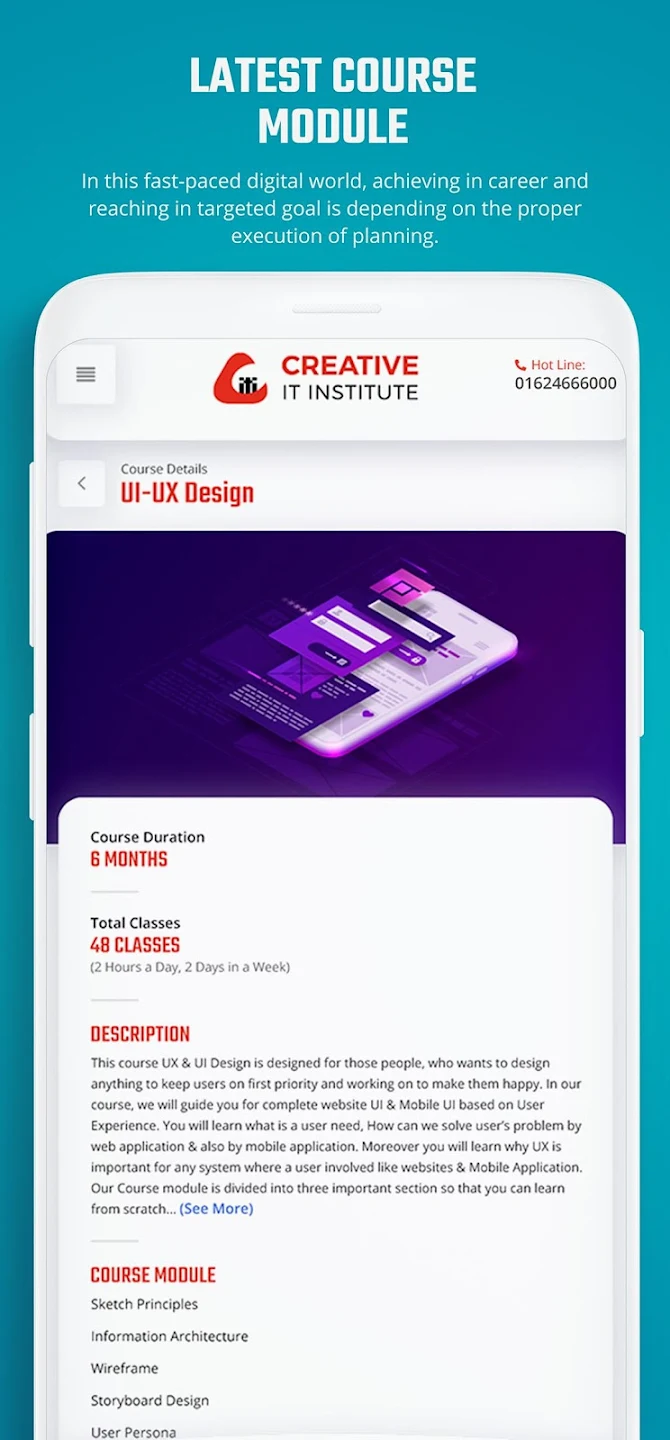 LATEST COURSE
MODULE
In this fast-paced digital world, achieving in career and
reaching in targeted goal is depending on the proper
execution of planning.
iti
CREATIVE
IT INSTITUTE
Hot Line:
01624666000
Course Details
UI-UX Design
Course Duration
6 MONTHS
Total Classes
48 CLASSES
(2 Hours a Day, 2 Days in a Week)
DESCRIPTION
This course UX & UI Design is designed for those people, who wants to design
anything to keep users on first priority and working on to make them happy. In our
course, we will guide you for complete website UI & Mobile UI based on User
Experience. You will learn what is a user need, How can we solve user's problem by
web application & also by mobile application. Moreover you will learn why UX is
important for any system where a user involved like websites & Mobile Application.
Our Course module is divided into three important section so that you can learn
from scratch... (See More)
COURSE MODULE
Sketch Principles
Information Architecture
Wireframe
Storyboard Design
User Persona